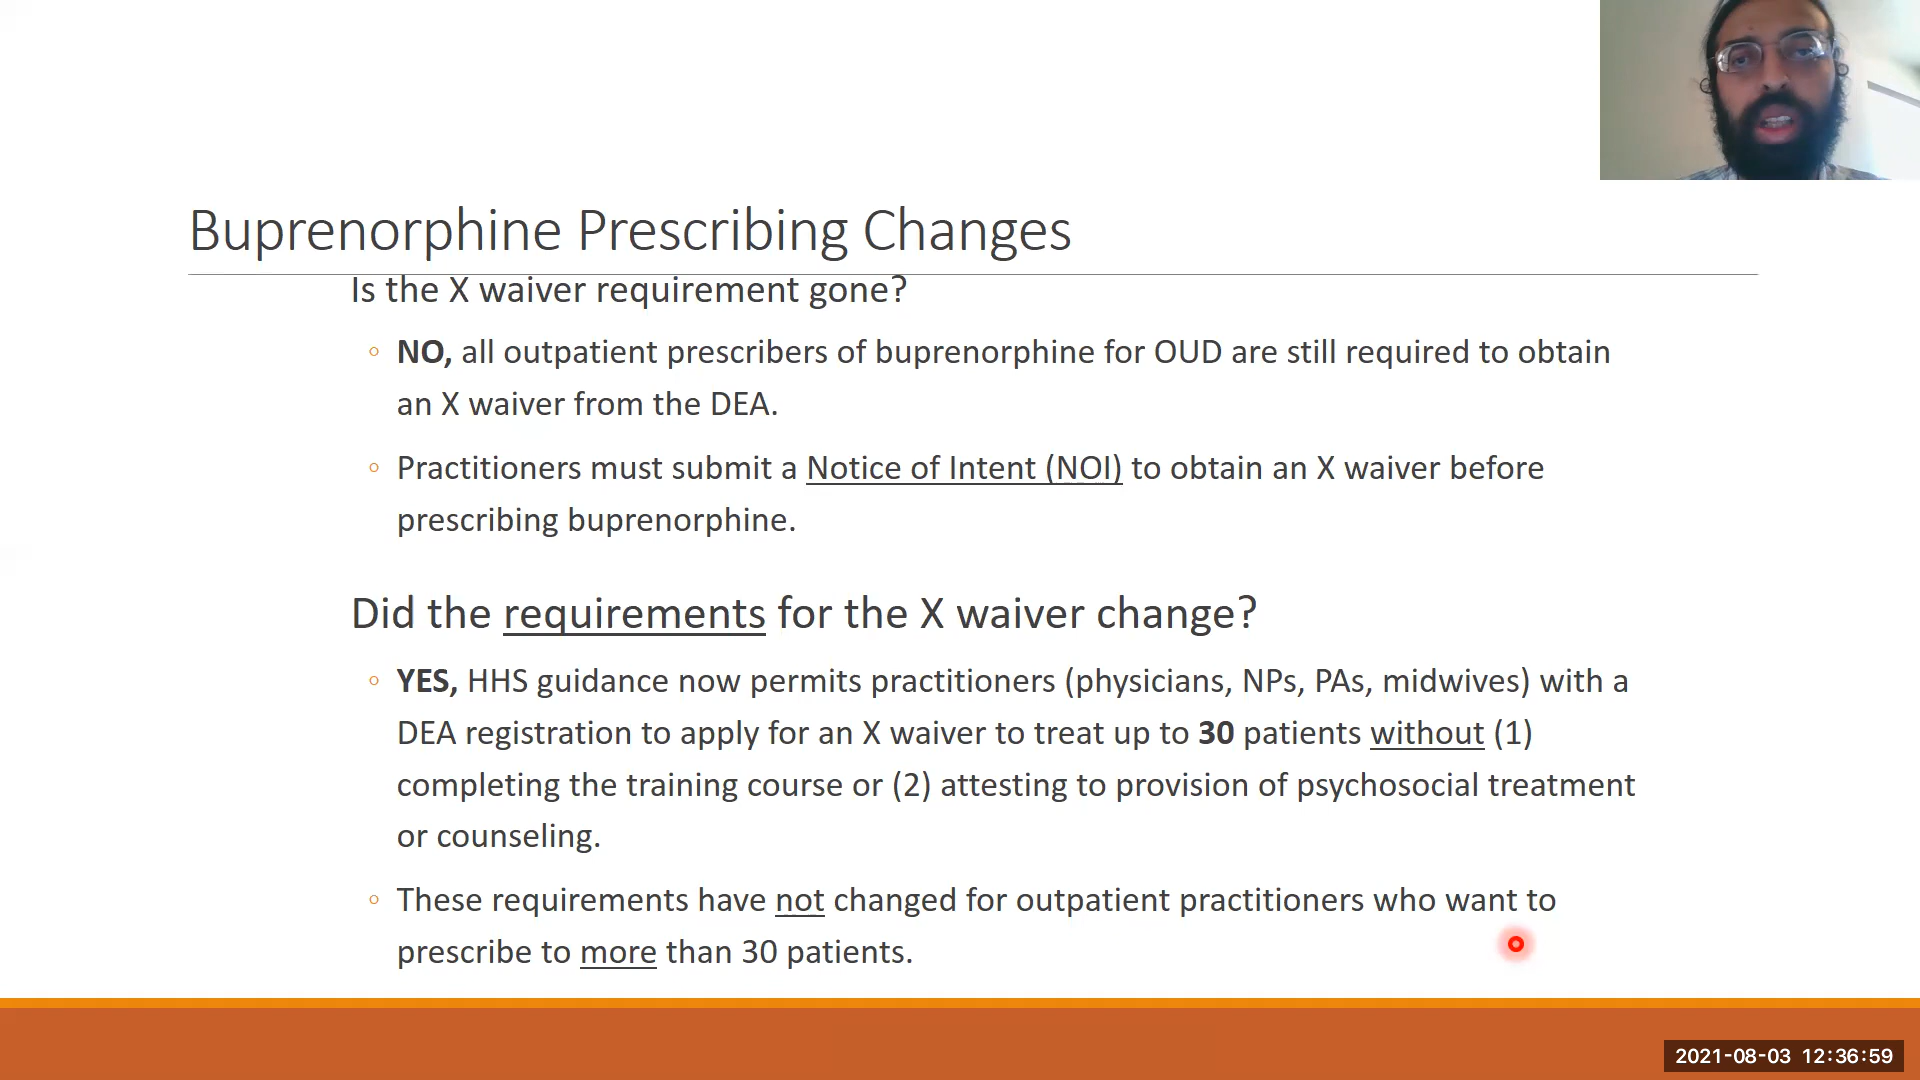 Buprenorphine Prescribing Changes
Is the X waiver requirement gone?
◦ NO, all outpatient prescribers of buprenorphine for OUD are still required to obtain
an X waiver from the DEA.
◦ Practitioners must submit a Notice of Intent (NOI) to obtain an X waiver before
prescribing buprenorphine.
Did the requirements for the X waiver change?
◦ YES, HHS guidance now permits practitioners (physicians, NPs, PAs, midwives) with a
DEA registration to apply for an X waiver to treat up to 30 patients without (1)
completing the training course or (2) attesting to provision of psychosocial treatment
or counseling.
◦ These requirements have not changed for outpatient practitioners who want to
prescribe to more than 30 patients.
2021-08-03 12:36:59